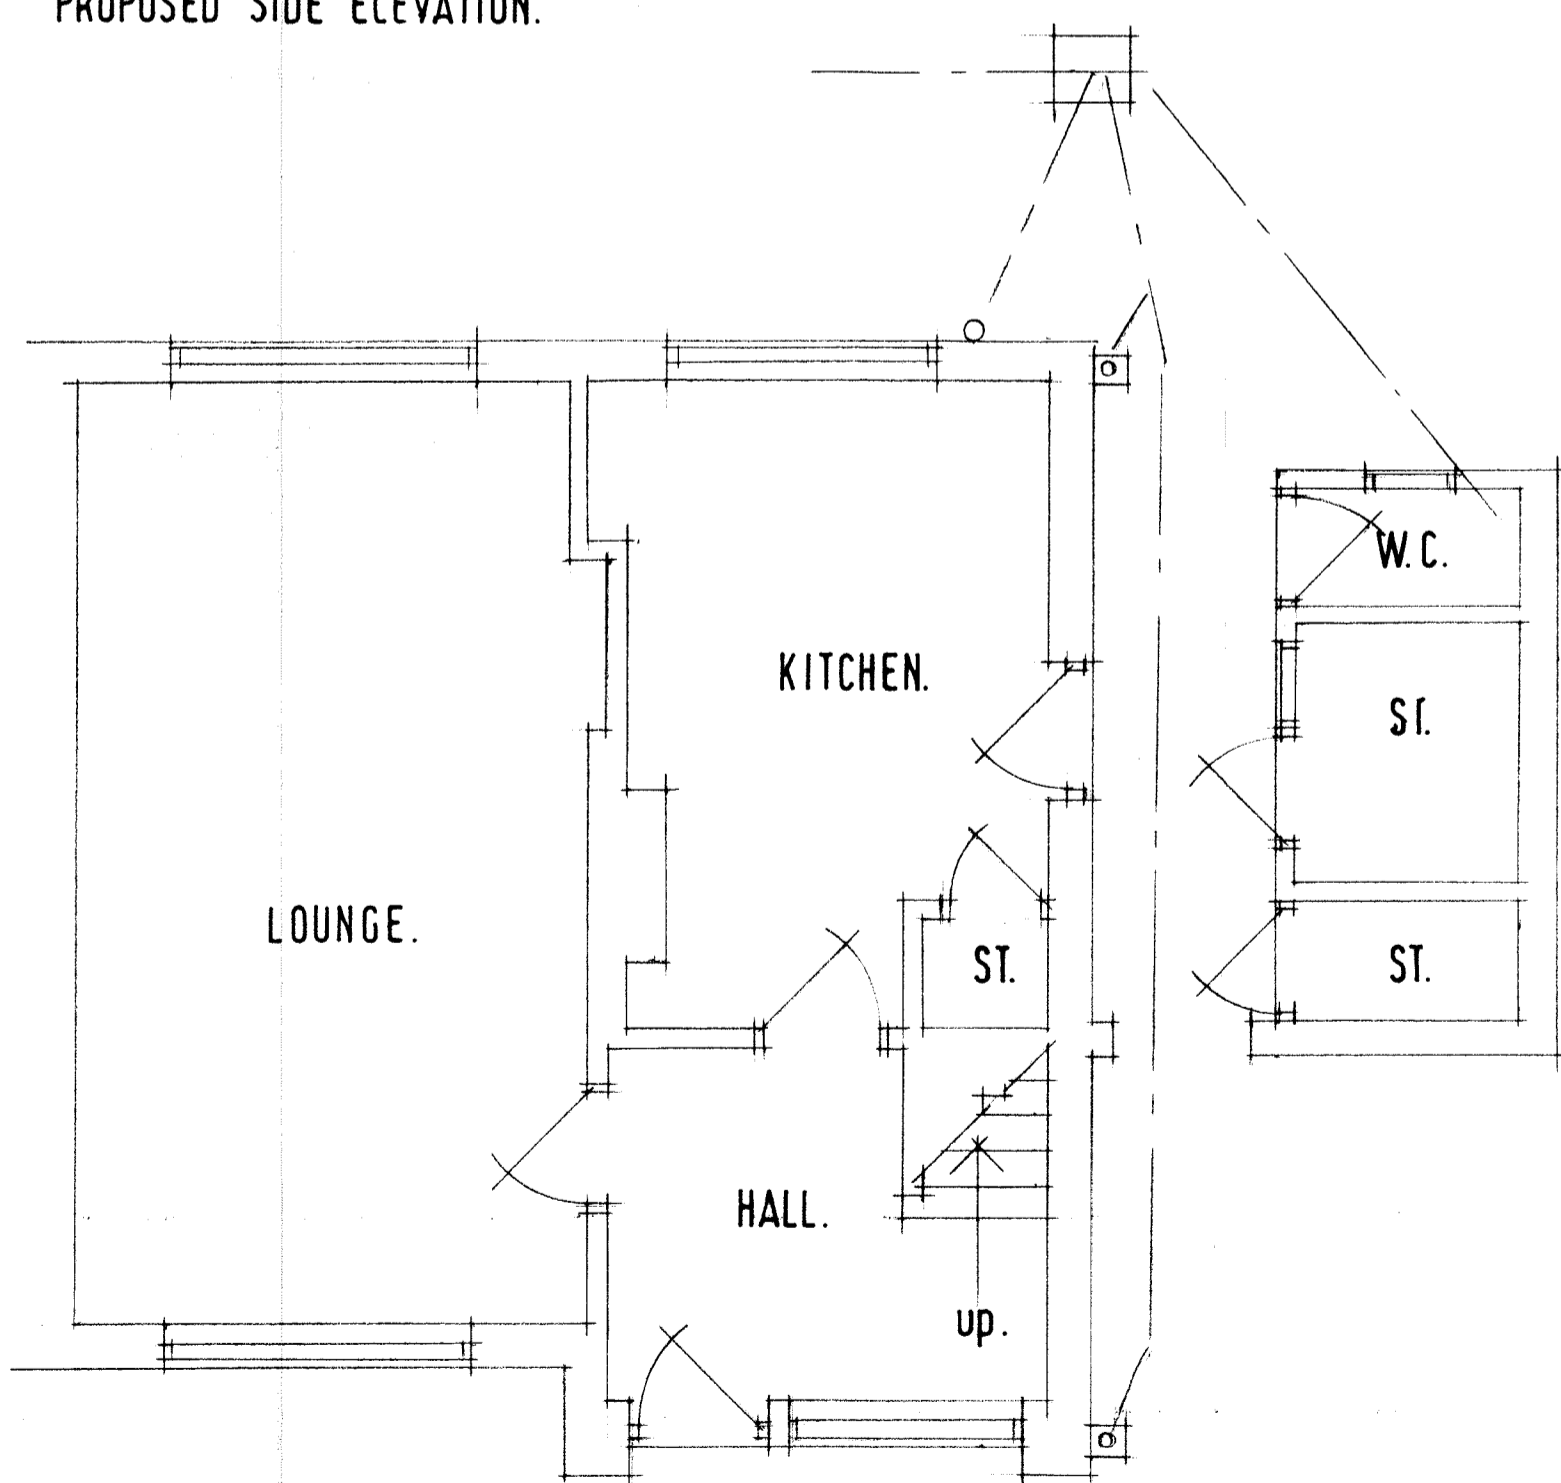 PROPOSED SIDE ELEVATION.
W.C.
KITCHEN.
ST.
LOUNGE.
ST.
ST.
HALL.
up.